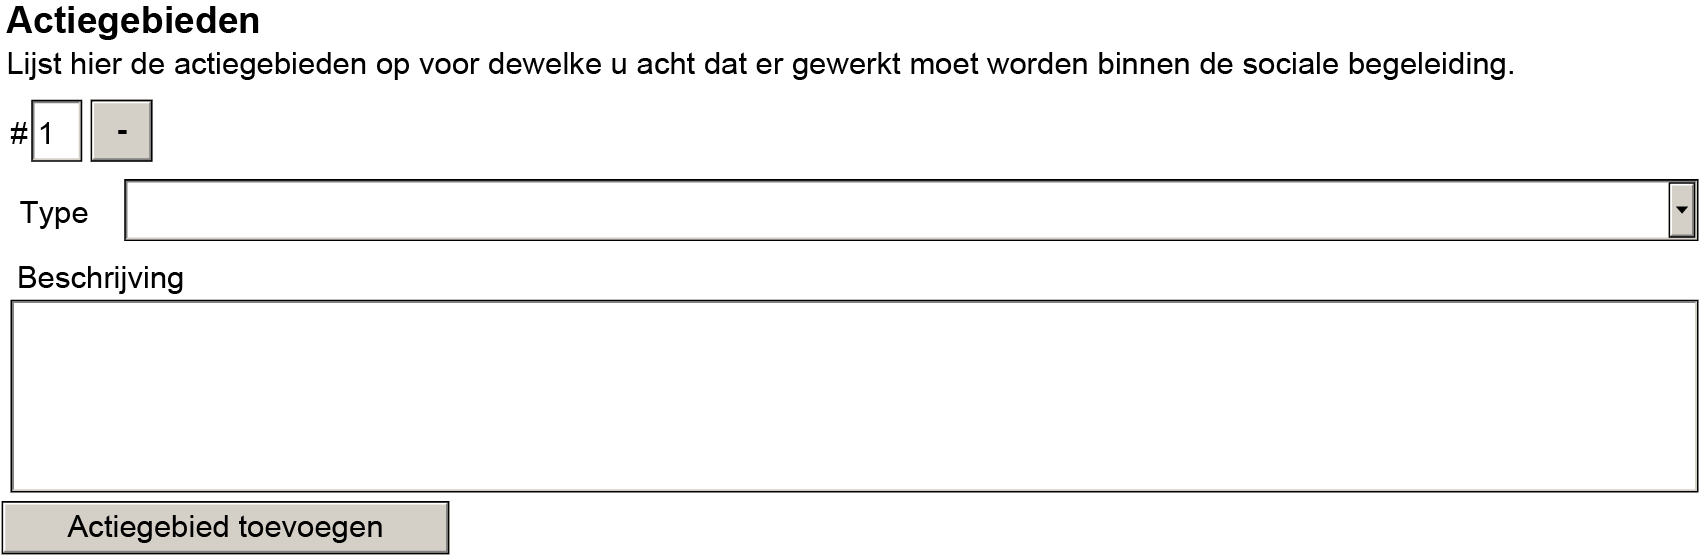 Actiegebieden
Lijst hier de actiegebieden op voor dewelke u acht dat er gewerkt moet worden binnen de sociale begeleiding.
# 1 -
Type
Beschrijving
Actiegebied toevoegen